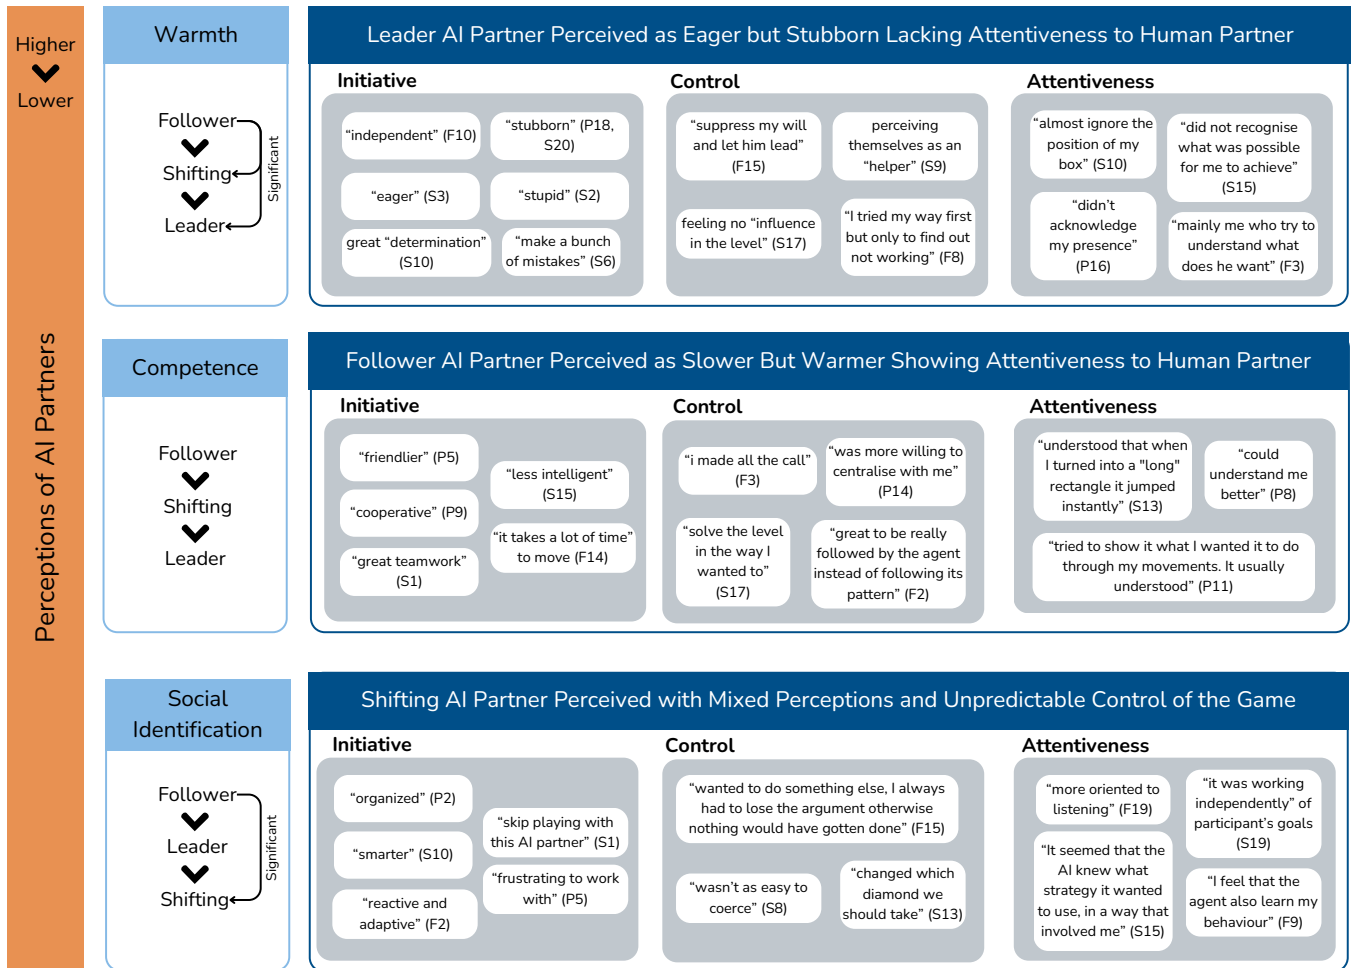 Higher
Lower
Perceptions of AI Partners
Warmth
Follower
Shifting
Leader
Significant
Leader AI Partner Perceived as Eager but Stubborn Lacking Attentiveness to Human Partner
Initiative
“independent” (F10)
“stubborn” (P18,
S20)
“eager” (S3)
“stupid” (S2)
great “determination”
(S10)
“make a bunch
of mistakes” (S6)
Control
“suppress my will
and let him lead”
(F15)
perceiving
themselves as an
“helper” (S9)
feeling no “influence
in the level” (S17)
“I tried my way first
but only to find out
not working” (F8)
Attentiveness
“almost ignore the
position of my
box” (S10)
“did not recognise
what was possible
for me to achieve”
(S15)
“didn’t
acknowledge
my presence”
(P16)
“mainly me who try to
understand what
does he want” (F3)
Competence
Follower
Shifting
Leader
Follower AI Partner Perceived as Slower But Warmer Showing Attentiveness to Human Partner
Initiative
“friendlier” (P5)
“less intelligent”
(S15)
“cooperative” (P9)
“it takes a lot of time”
to move (F14)
“great teamwork”
(S1)
Control
“i made all the call”
(F3)
“was more willing to
centralise with me”
(P14)
“solve the level
in the way I
wanted to”
(S17)
“great to be really
followed by the agent
instead of following its
pattern” (F2)
Attentiveness
“understood that when
I turned into a "long"
rectangle it jumped
instantly” (S13)
“could
understand me
better” (P8)
“tried to show it what I wanted it to do
through my movements. It usually
understood” (P11)
Social
Identification
Follower
Leader
Shifting
Significant
Shifting AI Partner Perceived with Mixed Perceptions and Unpredictable Control of the Game
Initiative
“organized” (P2)
“skip playing with
this AI partner” (S1)
“smarter” (S10)
“frustrating to work
with” (P5)
“reactive and
adaptive” (F2)
Control
“wanted to do something else, I always
had to lose the argument otherwise
nothing would have gotten done” (F15)
“wasn’t as easy to
coerce” (S8)
“changed which
diamond we
should take” (S13)
Attentiveness
“more oriented to
listening” (F19)
“it was working
independently” of
participant’s goals
(S19)
“It seemed that the
AI knew what
strategy it wanted
to use, in a way that
involved me” (S15)
“I feel that the
agent also learn my
behaviour” (F9)